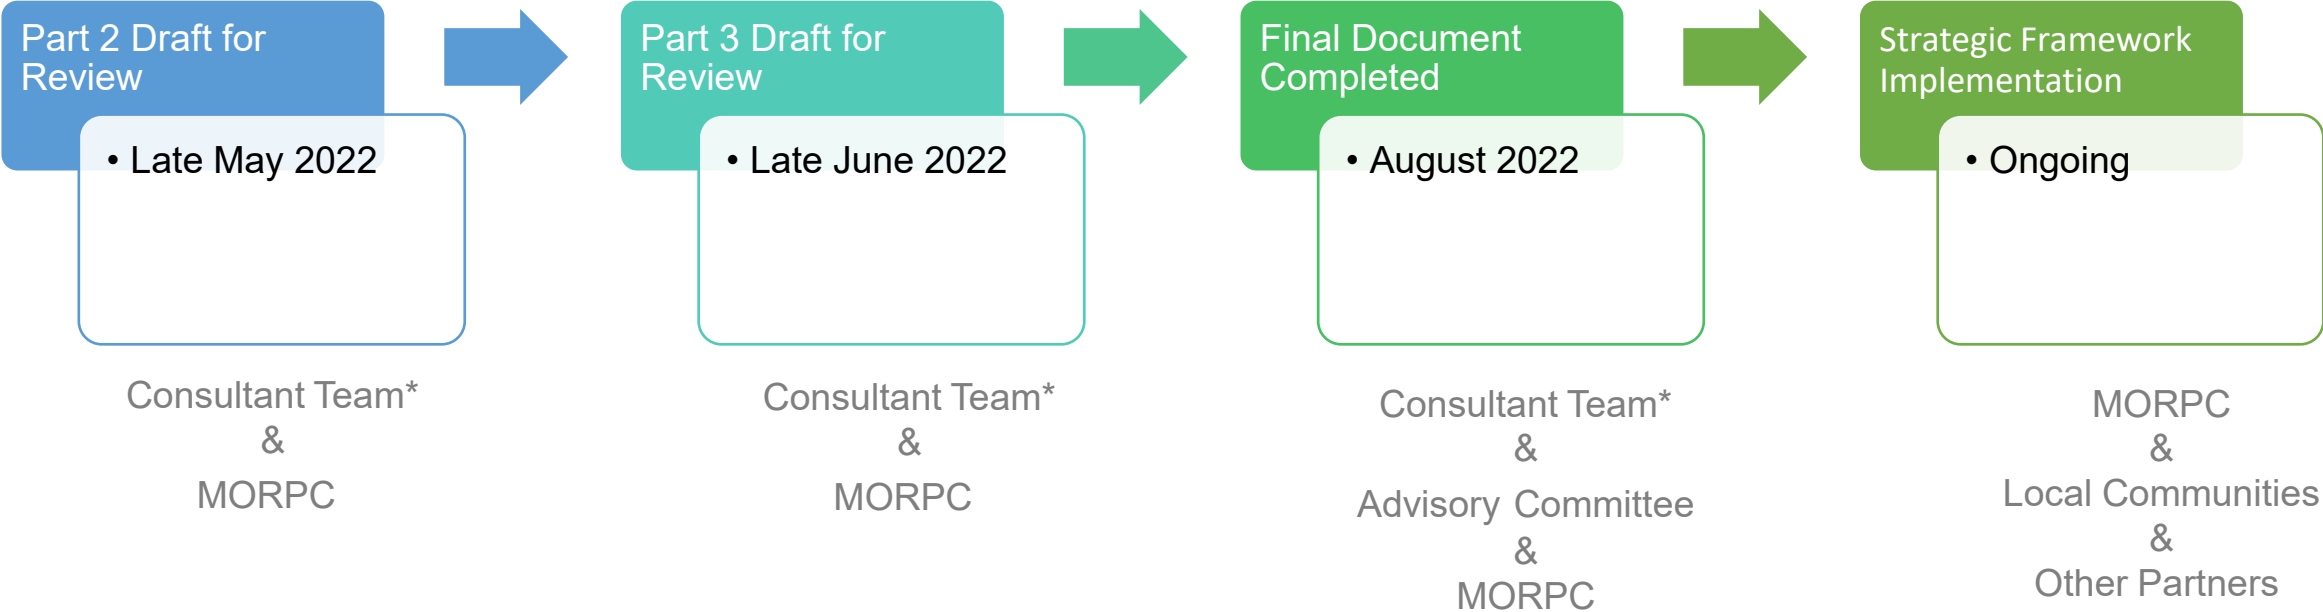 Part 2 Draft for
Review
• Late May 2022
Consultant Team*
&
MORPC
Part 3 Draft for
Review
• Late June 2022
Consultant Team*
&
MORPC
Final Document
Completed
• August 2022
Consultant Team*
&
Advisory Committee
&
MORPC
Strategic Framework
Implementation
• Ongoing
MORPC
&
Local Communities
&
Other Partners